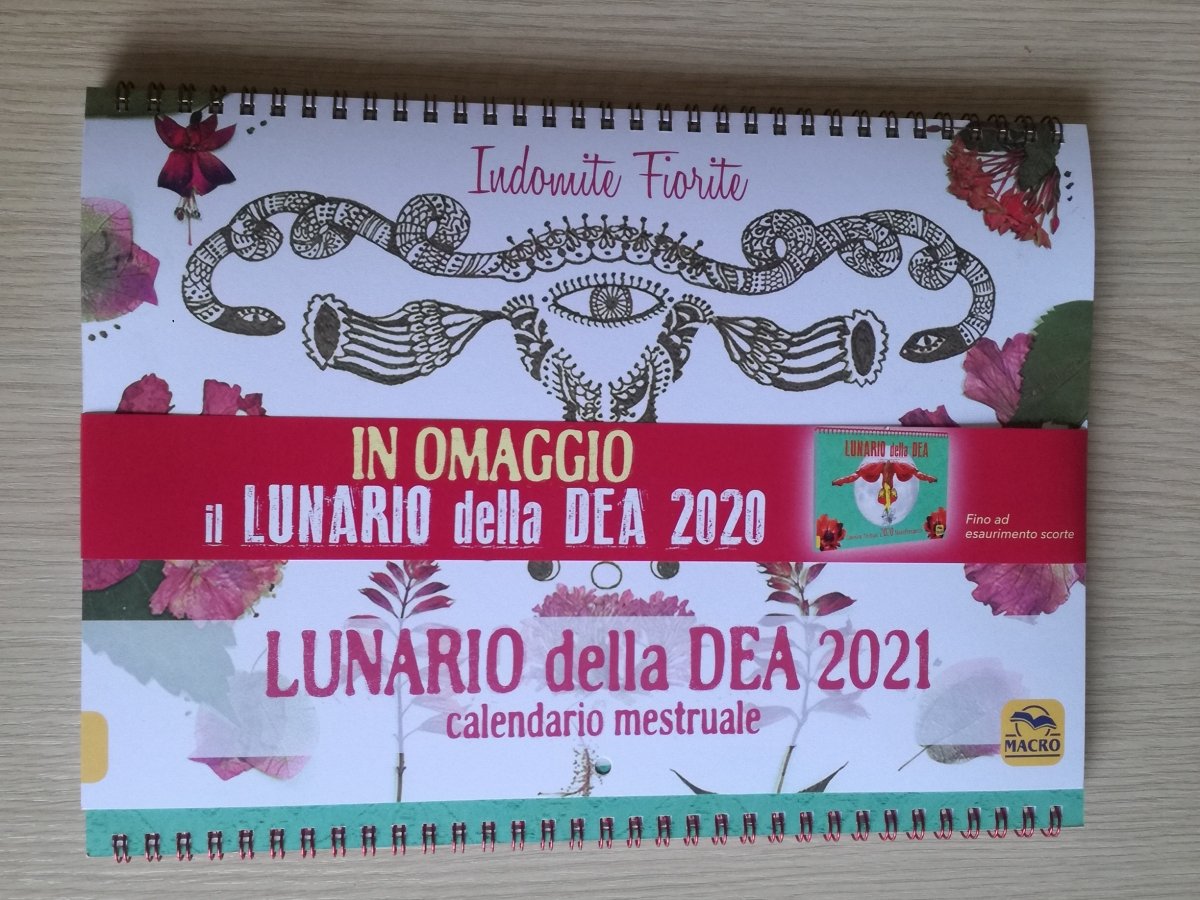 Indomite Fiorite
IN OMAGGIO
il LUNARIO della DEA 2020
LUNARIO della DEA
Fino ad
esaurimento scorte
LUNARIO della DEA 2021
calendario mestruale
MACRO